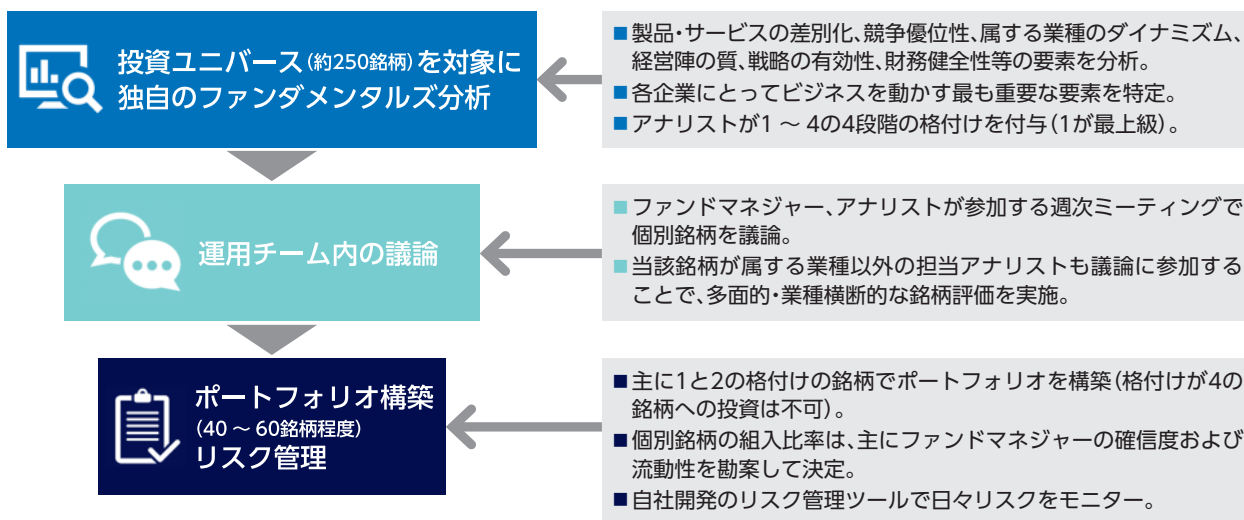 投資ユニバース(約250銘柄)を対象に
独自のファンダメンタルズ分析
■製品・サービスの差別化、競争優位性、属する業種のダイナミズム、
経営陣の質、戦略の有効性、財務健全性等の要素を分析。
■各企業にとってビジネスを動かす最も重要な要素を特定。
■アナリストが1 ～ 4の4段階の格付けを付与(1が最上級)。
運用チーム内の議論
■ファンドマネジャー、アナリストが参加する週次ミーティングで
個別銘柄を議論。
■当該銘柄が属する業種以外の担当アナリストも議論に参加する
ことで、多面的・業種横断的な銘柄評価を実施。
ポートフォリオ構築
(40 ～ 60銘柄程度)
リスク管理
■主に1と2の格付けの銘柄でポートフォリオを構築(格付けが4の
銘柄への投資は不可)。
■個別銘柄の組入比率は、主にファンドマネジャーの確信度および
流動性を勘案して決定。
■自社開発のリスク管理ツールで日々リスクをモニター。